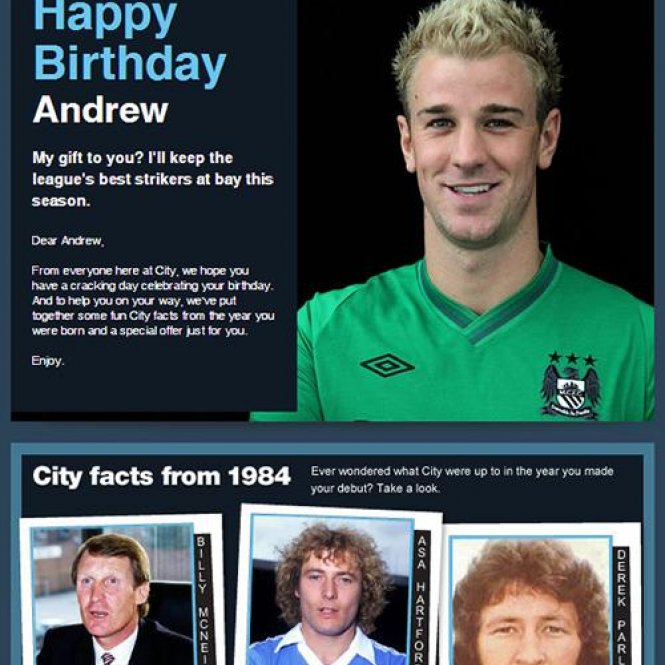 Happy
Birthday
Andrew
My gift to you? I'll keep the
league's best strikers at bay this
season.
Dear Andrew,
From everyone here at City, we hope you
have a cracking day celebrating your birthday.
And to help you on your way, we've put
together some fun City facts from the year you
were born and a special offer just for you.
Enjoy.
City facts from 1984
Ever wondered what City were up to in the year you made
your debut? Take a look.
BILLY MCNEI
ASA HARTFOR
DEREK PARL